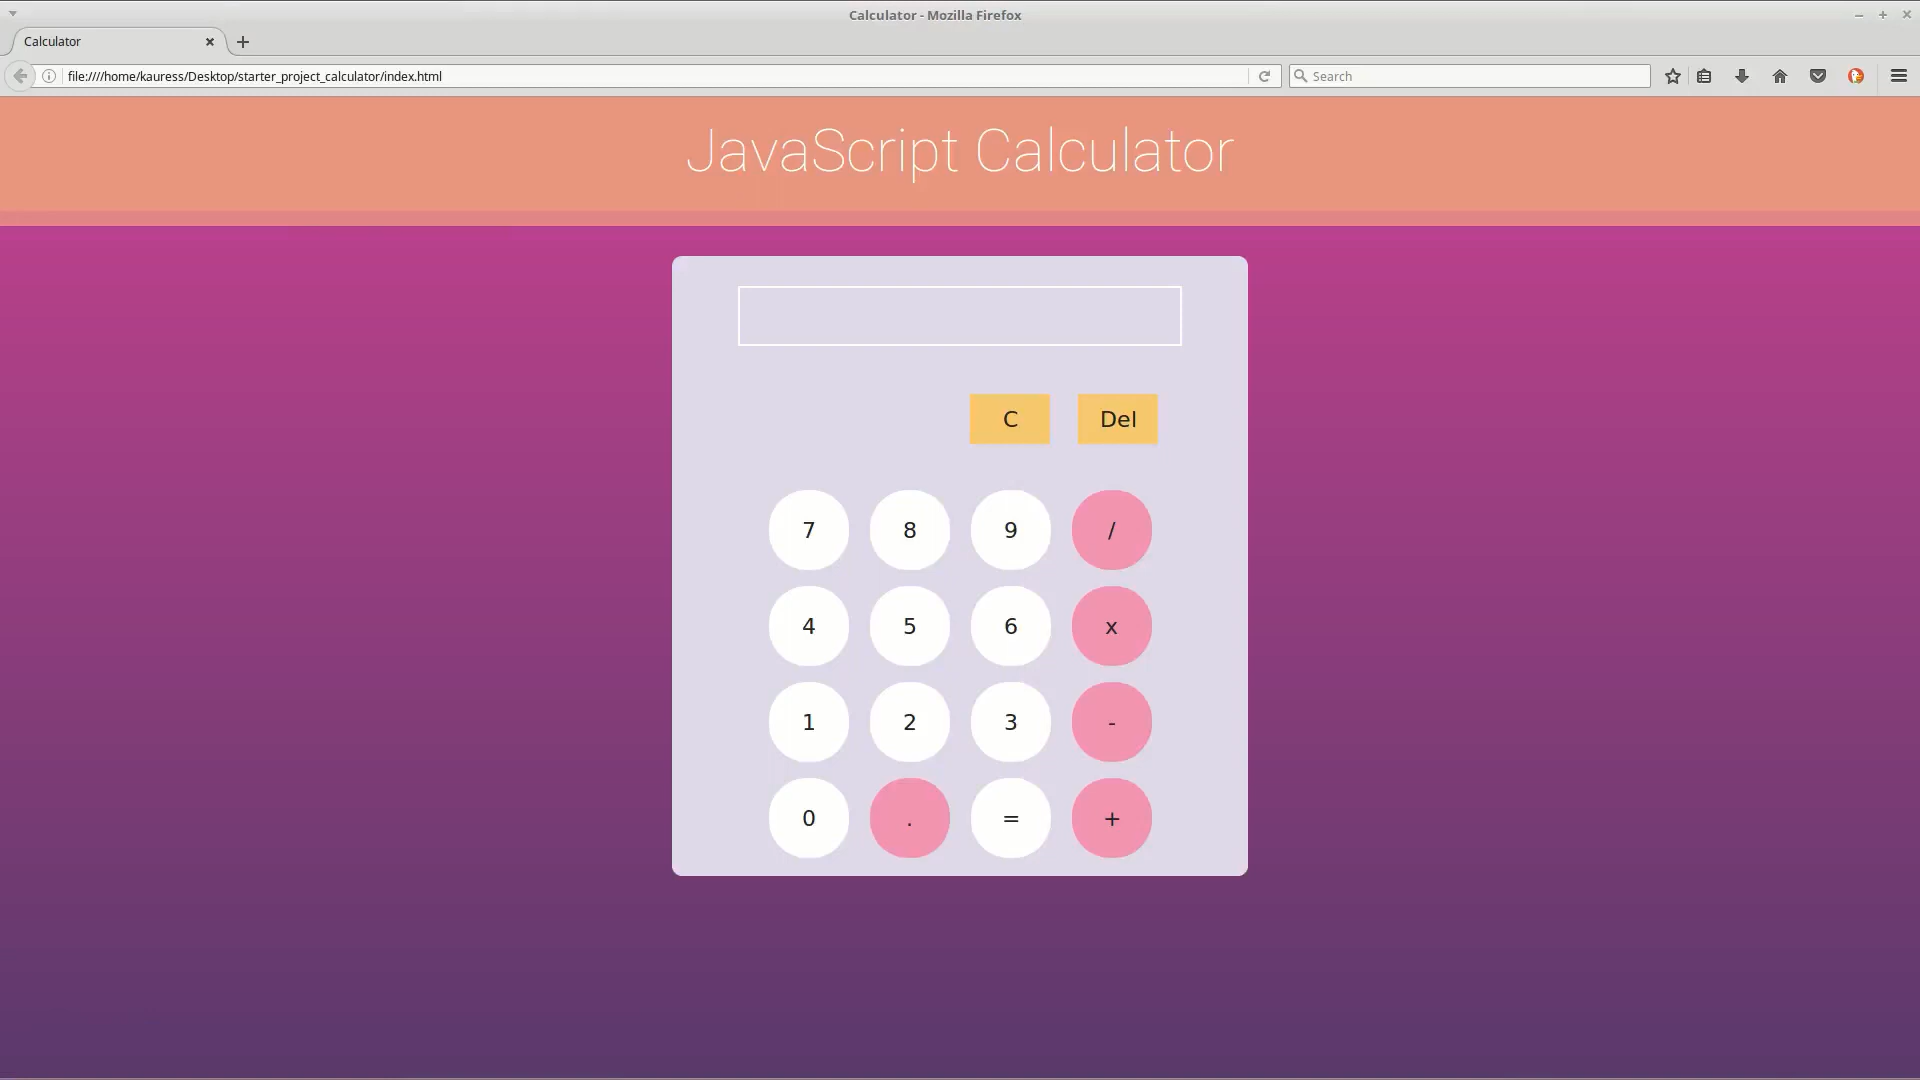 Calculator - Mozilla Firefox
Calculator
file:////home/kauress/Desktop/starter_project_calculator/index.html
Search
JavaScript Calculator
C Del
7 8 9 /
4 5 6 x
1 2 3 -
0 . = +